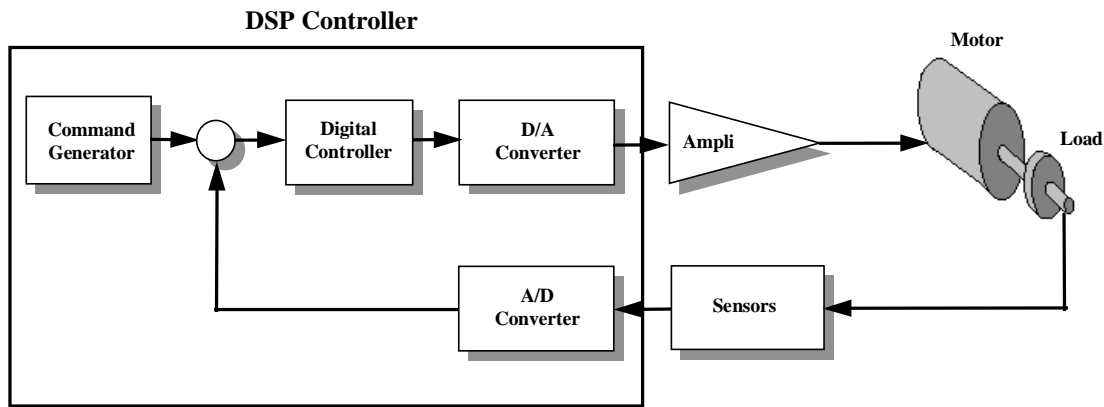 DSP Controller
Motor
Command
Generator
Digital
Controller
D/A
Converter
Ampli
Load
A/D
Converter
Sensors